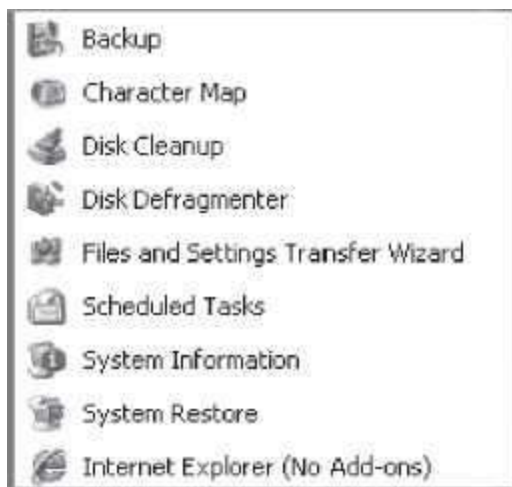 Backup
Character Map
Disk Cleanup
Disk Defragmenter
Files and Settings Transfer Wizard
Scheduled Tasks
System Information
System Restore
Internet Explorer (No Add-ons)